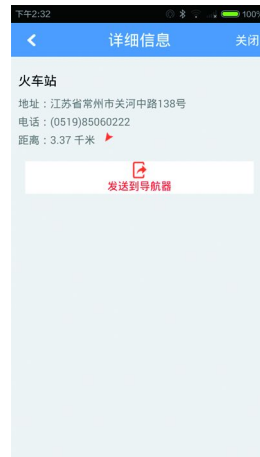 下午2:32 100%
详细信息 关闭
火车站
地址：江苏省常州市关河中路138号
电话：(0519)85060222
距离：3.37 千米
发送到导航器